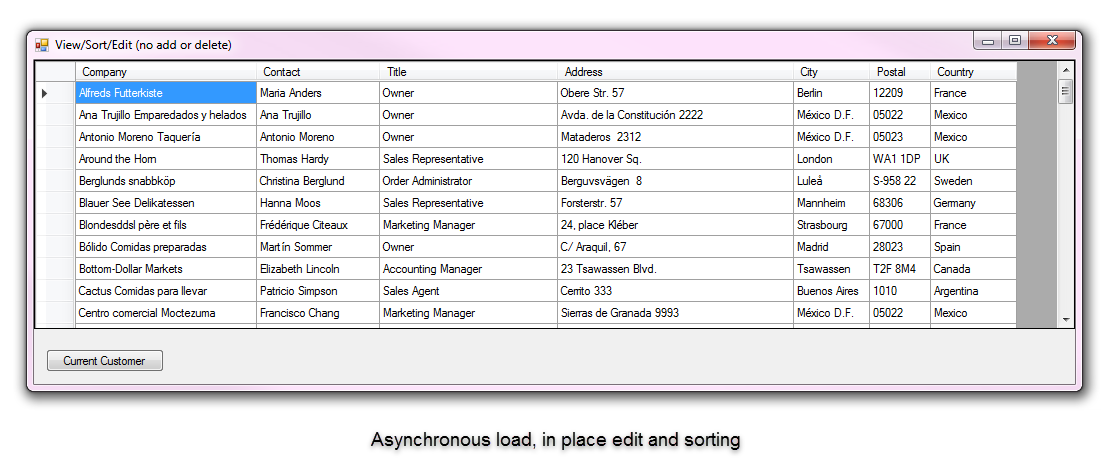 View/Sort/Edit (no add or delete)
Company Contact Title Address City Postal Country
Alfreds Futterkiste Maria Anders Owner Obere Str. 57 Berlin 12209 France
Ana Trujillo Emparedados y helados Ana Trujillo Owner Avda. de la Constitución 2222 México D.F. 05022 Mexico
Antonio Moreno Taquería Antonio Moreno Owner Mataderos  2312 México D.F. 05023 Mexico
Around the Horn Thomas Hardy Sales Representative 120 Hanover Sq. London WA1 1DP UK
Berglunds snabbköp Christina Berglund Order Administrator Berguvsvägen  8 Luleå S-958 22 Sweden
Blauer See Delikatessen Hanna Moos Sales Representative Forsterstr. 57 Mannheim 68306 Germany
Blondesddsl père et fils Frédérique Citeaux Marketing Manager 24, place Kléber Strasbourg 67000 France
Bólido Comidas preparadas Martín Sommer Owner C/ Araquil, 67 Madrid 28023 Spain
Bottom-Dollar Markets Elizabeth Lincoln Accounting Manager 23 Tsawassen Blvd. Tsawassen T2F 8M4 Canada
Cactus Comidas para llevar Patricio Simpson Sales Agent Cerrito 333 Buenos Aires 1010 Argentina
Centro comercial Moctezuma Francisco Chang Marketing Manager Sierras de Granada 9993 México D.F. 05022 Mexico
Current Customer
Asynchronous load, in place edit and sorting